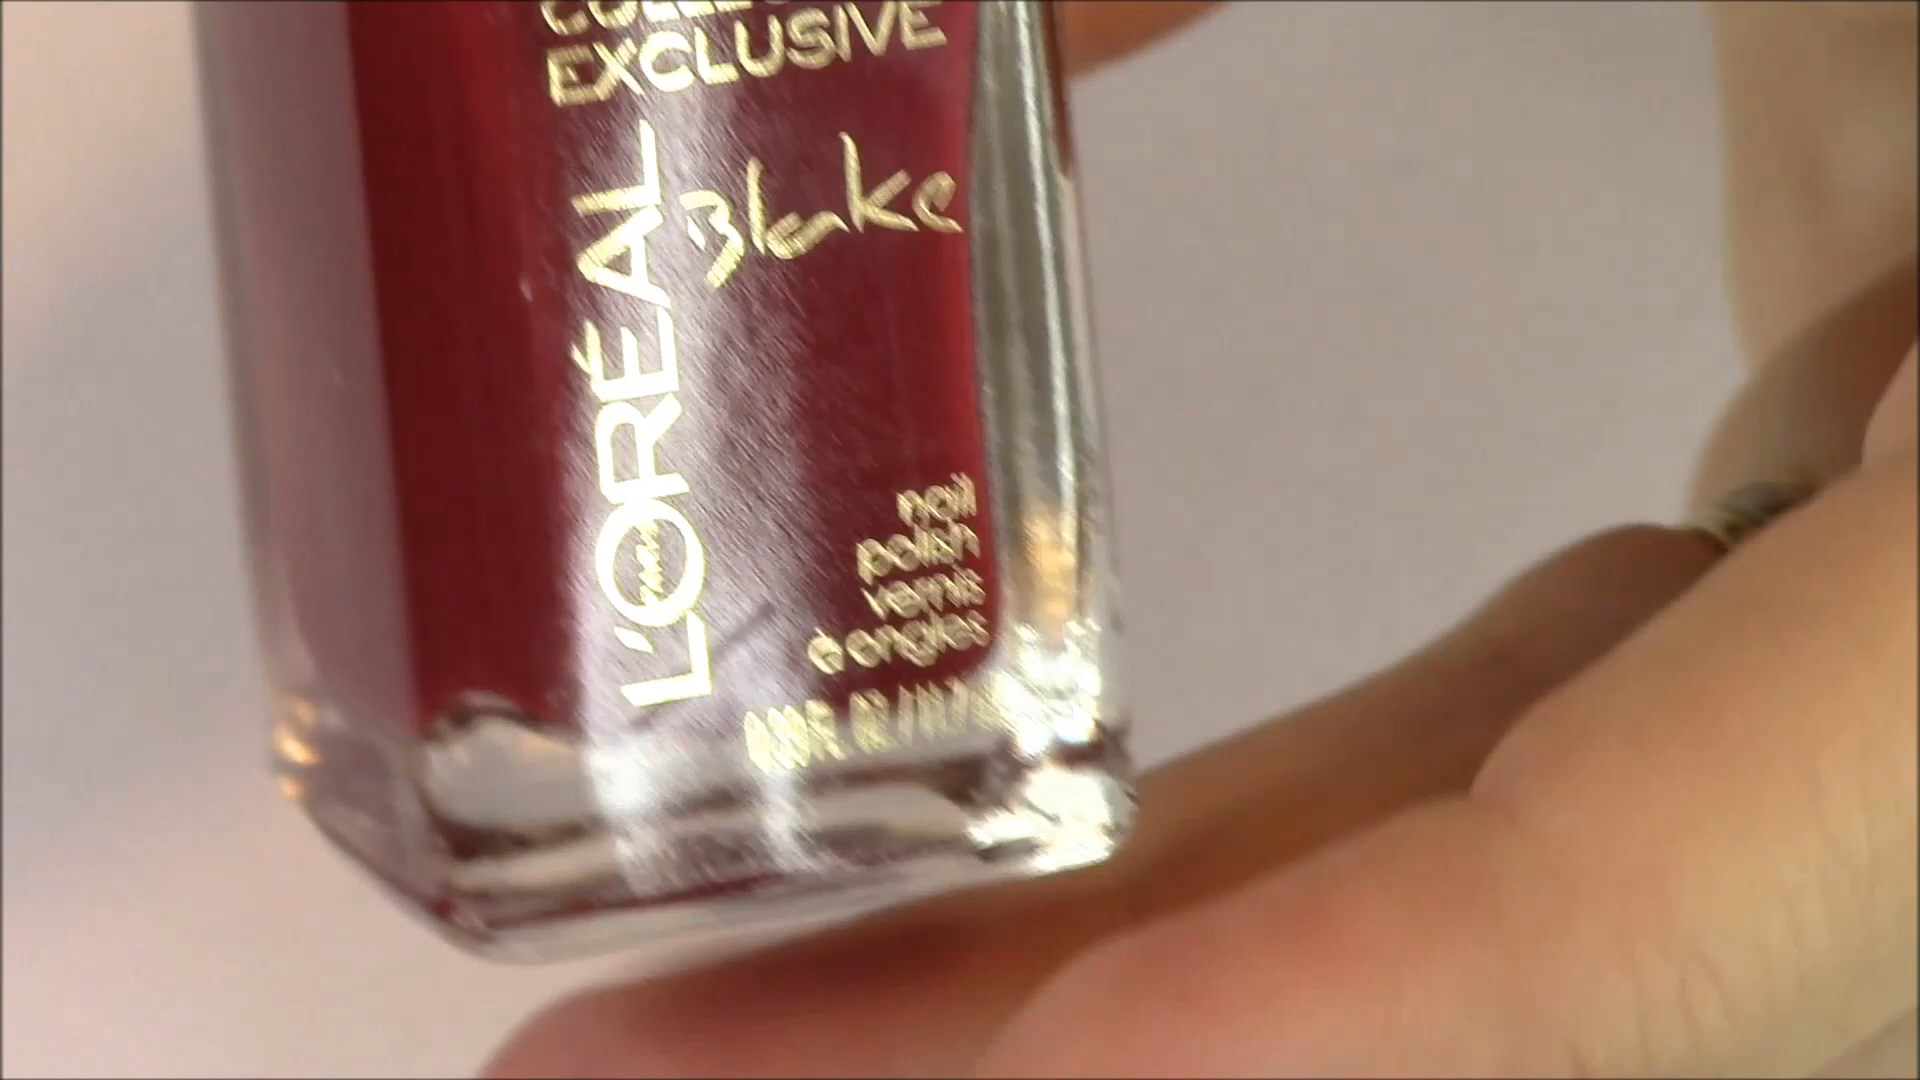 EXCLUSIVE
Blake
L'ORÉAL
nail
polish
vernis
à ongles